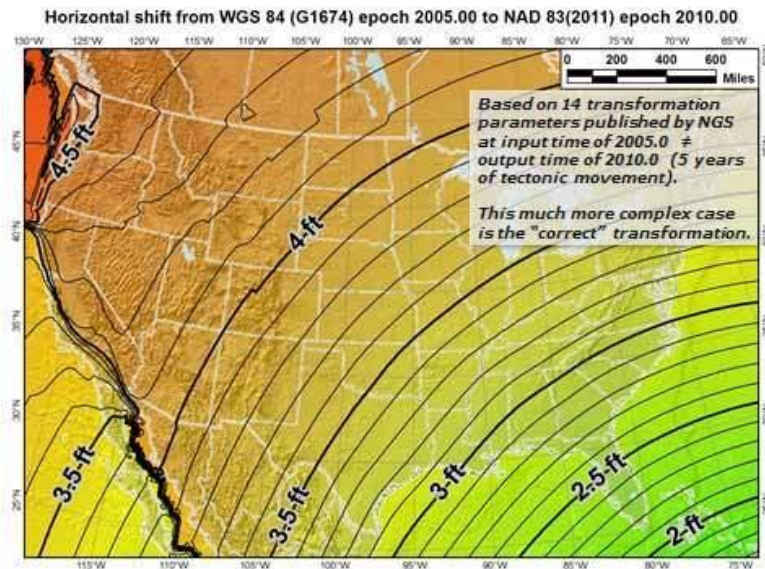 Horizontal shift from WGS 84 (G1674) epoch 2005.00 to NAD 83(2011) epoch 2010.00
130°W 125°W 120°W 115°W 110°W 105°W 100°W 95°W 90°W 85°W 80°W 75°W 70°W 65°W
0 200 400 600
Miles
Based on 14 transformation
parameters published by NGS
at input time of 2005.0 ≠
output time of 2010.0 (5 years
of tectonic movement).
This much more complex case
is the "correct" transformation.
45°N
4.5-ft
40°N
4-ft
35°N
35°N
30°N
30°N
3.5-ft
3.5-ft
3-ft
2.5-ft
2-ft
25°N
25°N
115°W 110°W 105°W 100°W 95°W 90°W 85°W 80°W 75°W